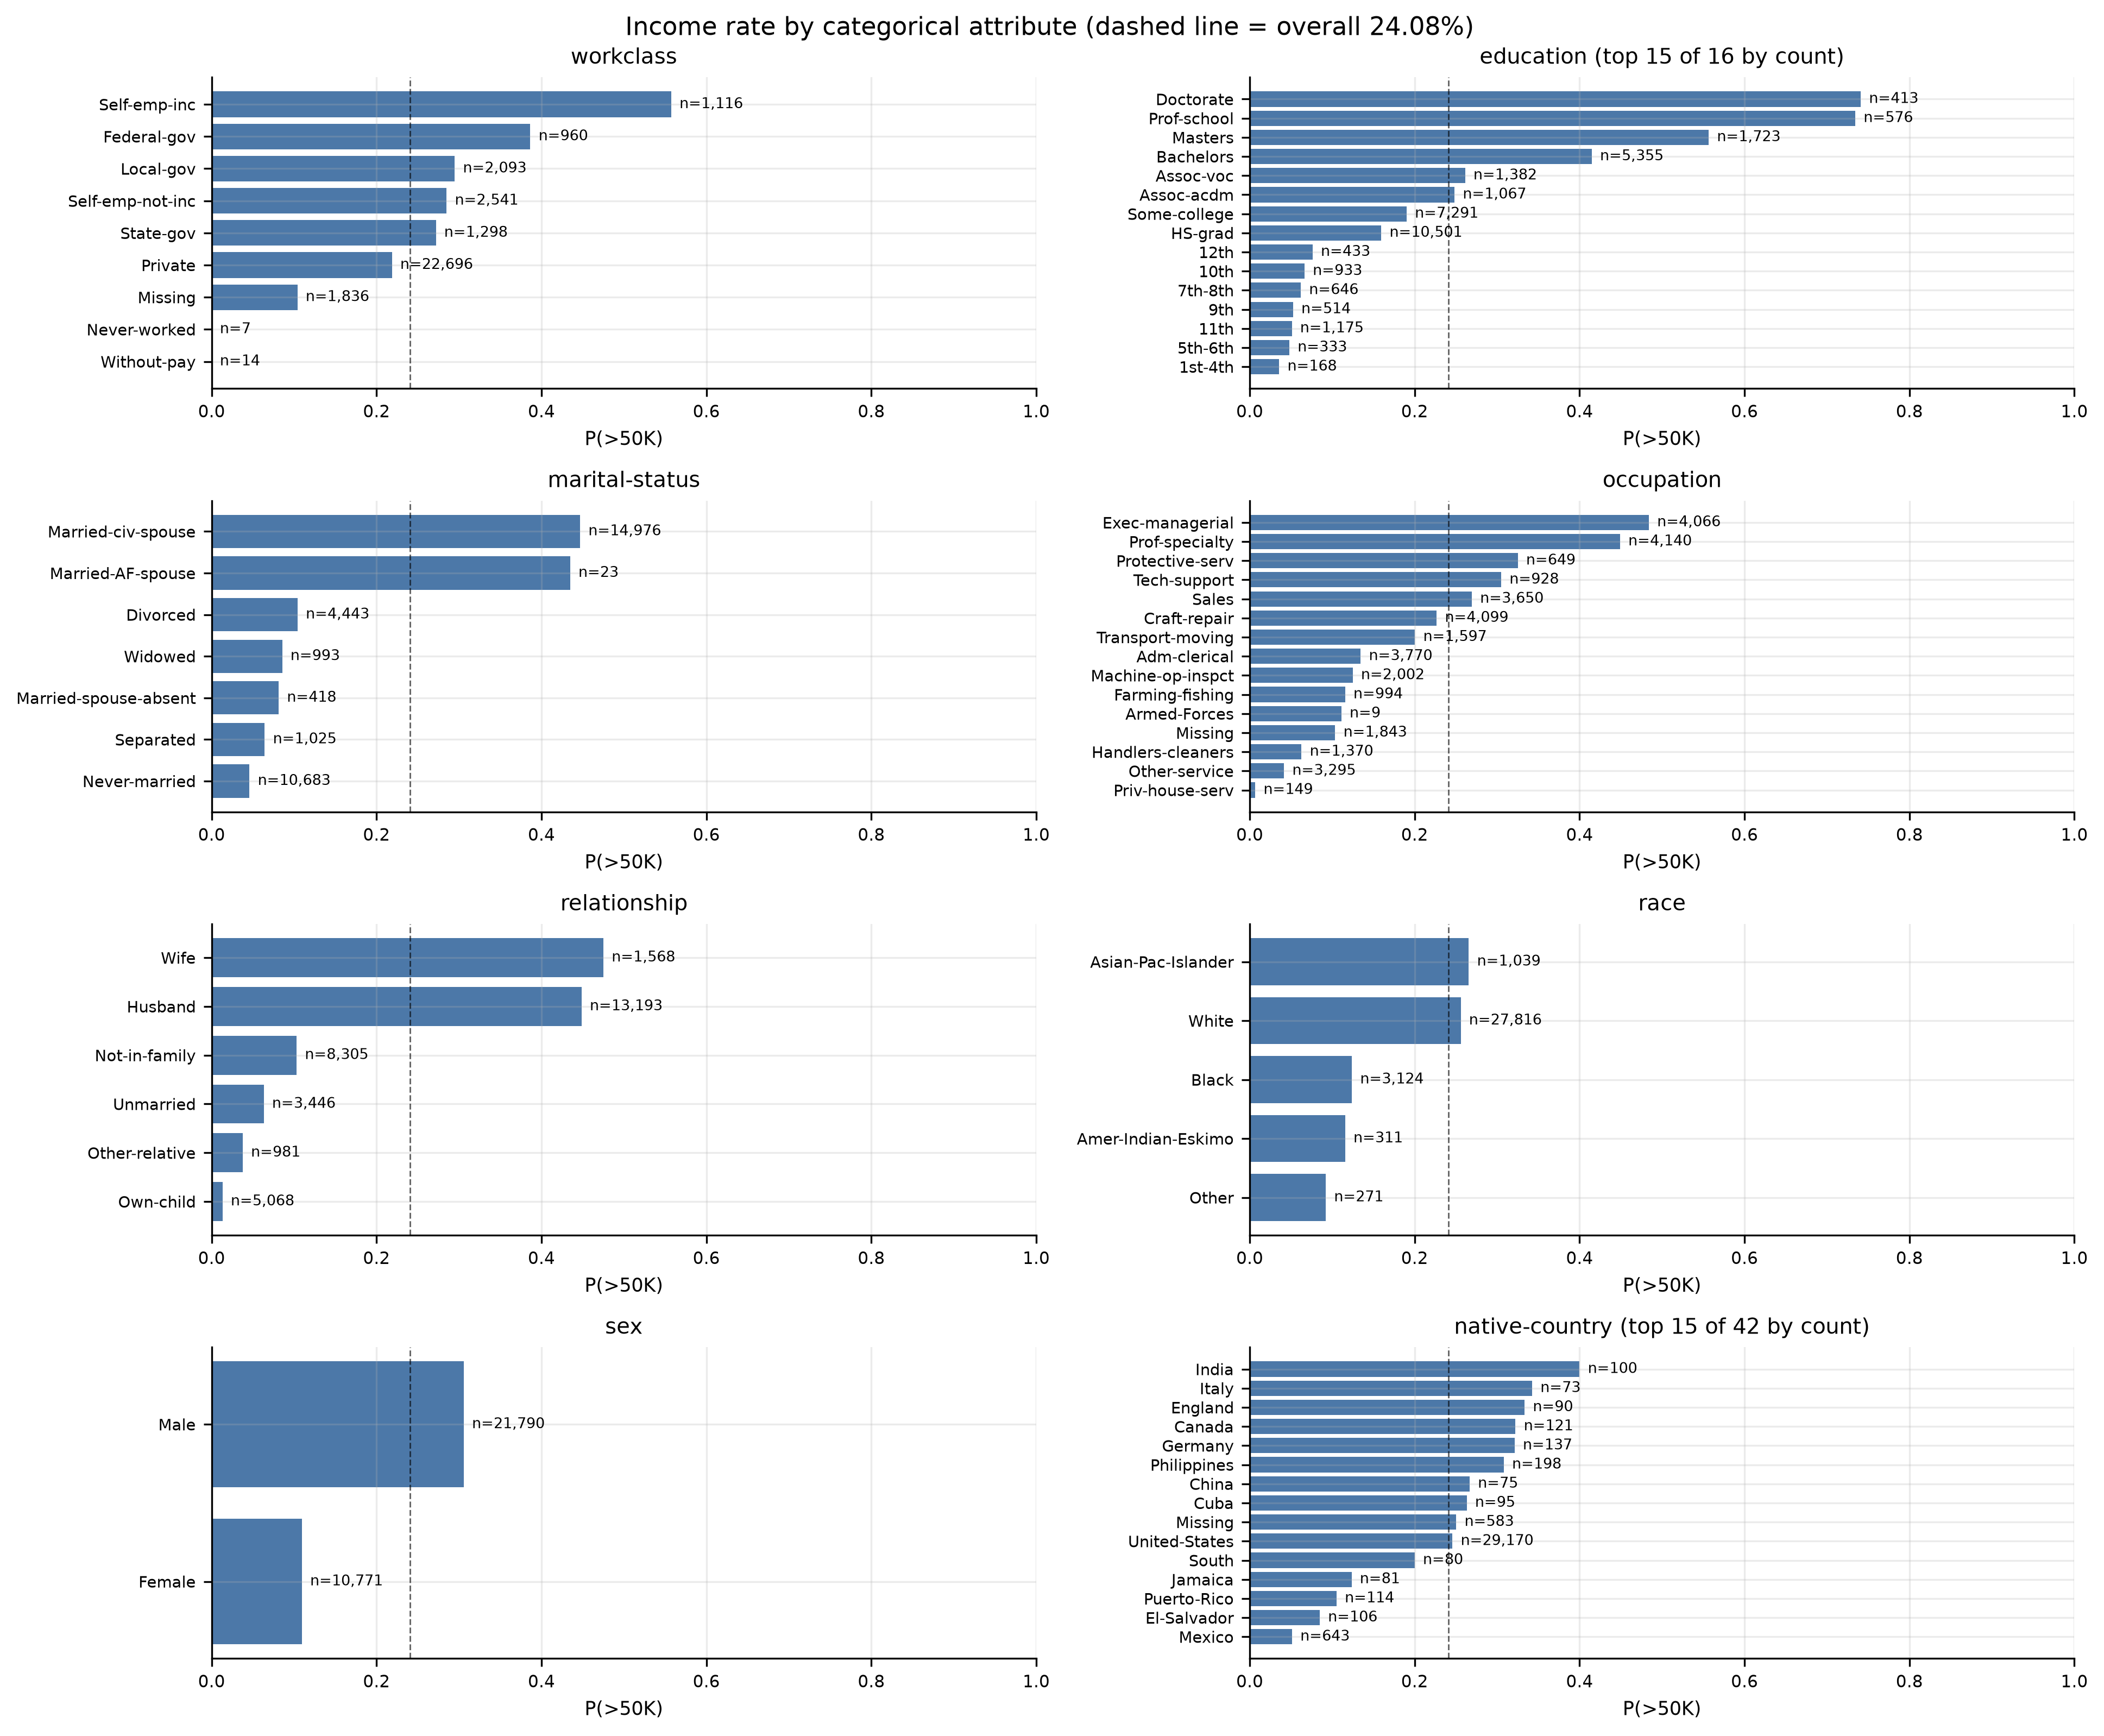 Income rate by categorical attribute (dashed line = overall 24.08%)
workclass
Self-emp-inc n=1,116
Federal-gov n=960
Local-gov n=2,093
Self-emp-not-inc n=2,541
State-gov n=1,298
Private n=22,696
Missing n=1,836
Never-worked n=7
Without-pay n=14
0.0 0.2 0.4 0.6 0.8 1.0
P(>50K)
education (top 15 of 16 by count)
Doctorate n=413
Prof-school n=576
Masters n=1,723
Bachelors n=5,355
Assoc-voc n=1,382
Assoc-acdm n=1,067
Some-college n=7,291
HS-grad n=10,501
12th n=433
10th n=933
7th-8th n=646
9th n=514
11th n=1,175
5th-6th n=333
1st-4th n=168
0.0 0.2 0.4 0.6 0.8 1.0
P(>50K)
marital-status
Married-civ-spouse n=14,976
Married-AF-spouse n=23
Divorced n=4,443
Widowed n=993
Married-spouse-absent n=418
Separated n=1,025
Never-married n=10,683
0.0 0.2 0.4 0.6 0.8 1.0
P(>50K)
occupation
Exec-managerial n=4,066
Prof-specialty n=4,140
Protective-serv n=649
Tech-support n=928
Sales n=3,650
Craft-repair n=4,099
Transport-moving n=1,597
Adm-clerical n=3,770
Machine-op-inspct n=2,002
Farming-fishing n=994
Armed-Forces n=9
Missing n=1,843
Handlers-cleaners n=1,370
Other-service n=3,295
Priv-house-serv n=149
0.0 0.2 0.4 0.6 0.8 1.0
P(>50K)
relationship
Wife n=1,568
Husband n=13,193
Not-in-family n=8,305
Unmarried n=3,446
Other-relative n=981
Own-child n=5,068
0.0 0.2 0.4 0.6 0.8 1.0
P(>50K)
race
Asian-Pac-Islander n=1,039
White n=27,816
Black n=3,124
Amer-Indian-Eskimo n=311
Other n=271
0.0 0.2 0.4 0.6 0.8 1.0
P(>50K)
sex
Male n=21,790
Female n=10,771
0.0 0.2 0.4 0.6 0.8 1.0
P(>50K)
native-country (top 15 of 42 by count)
India n=100
Italy n=73
England n=90
Canada n=121
Germany n=137
Philippines n=198
China n=75
Cuba n=95
Missing n=583
United-States n=29,170
South n=80
Jamaica n=81
Puerto-Rico n=114
El-Salvador n=106
Mexico n=643
0.0 0.2 0.4 0.6 0.8 1.0
P(>50K)